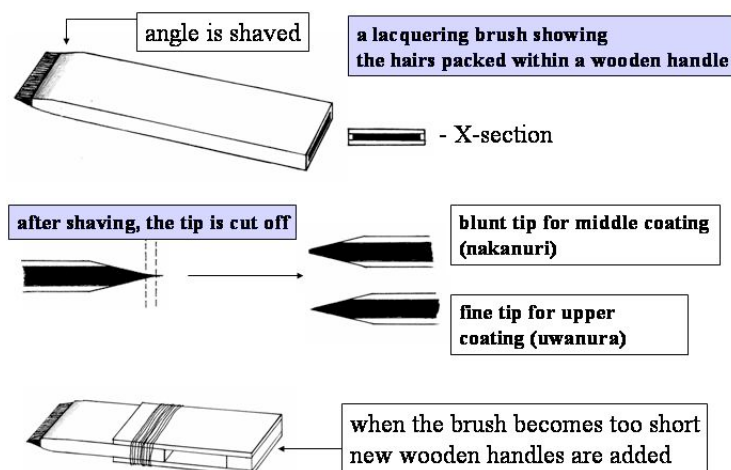 angle is shaved
a lacquering brush showing
the hairs packed within a wooden handle
- X-section
after shaving, the tip is cut off
blunt tip for middle coating
(nakanuri)
fine tip for upper
coating (uwanura)
when the brush becomes too short
new wooden handles are added